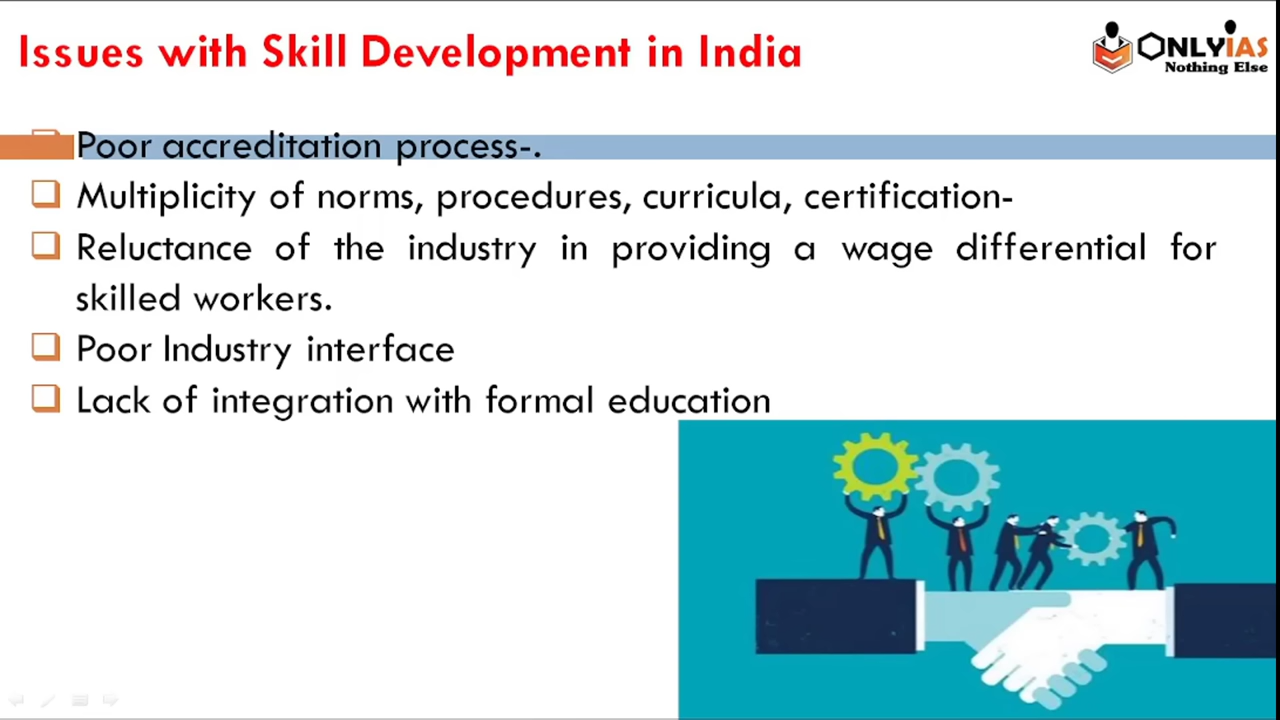 Issues with Skill Development in India
ONLYIAS
Nothing Else
Poor accreditation process-.
Multiplicity of norms, procedures, curricula, certification-
Reluctance of the industry in providing a wage differential for
skilled workers.
Poor Industry interface
Lack of integration with formal education